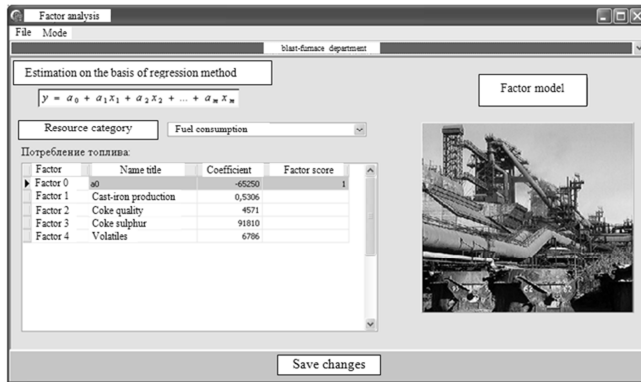 Factor analysis
File Mode
blast-furnace department
Estimation on the basis of regression method
y = a₀ + a₁x₁ + a₂x₂ + ... + aₘxₘ
Factor model
Resource category Fuel consumption
Потребление топлива:
Factor Name title Coefficient Factor score
Factor 0 a0 -65250 1
Factor 1 Cast-iron production 0,5306
Factor 2 Coke quality 4571
Factor 3 Coke sulphur 91810
Factor 4 Volatiles 6786
Save changes